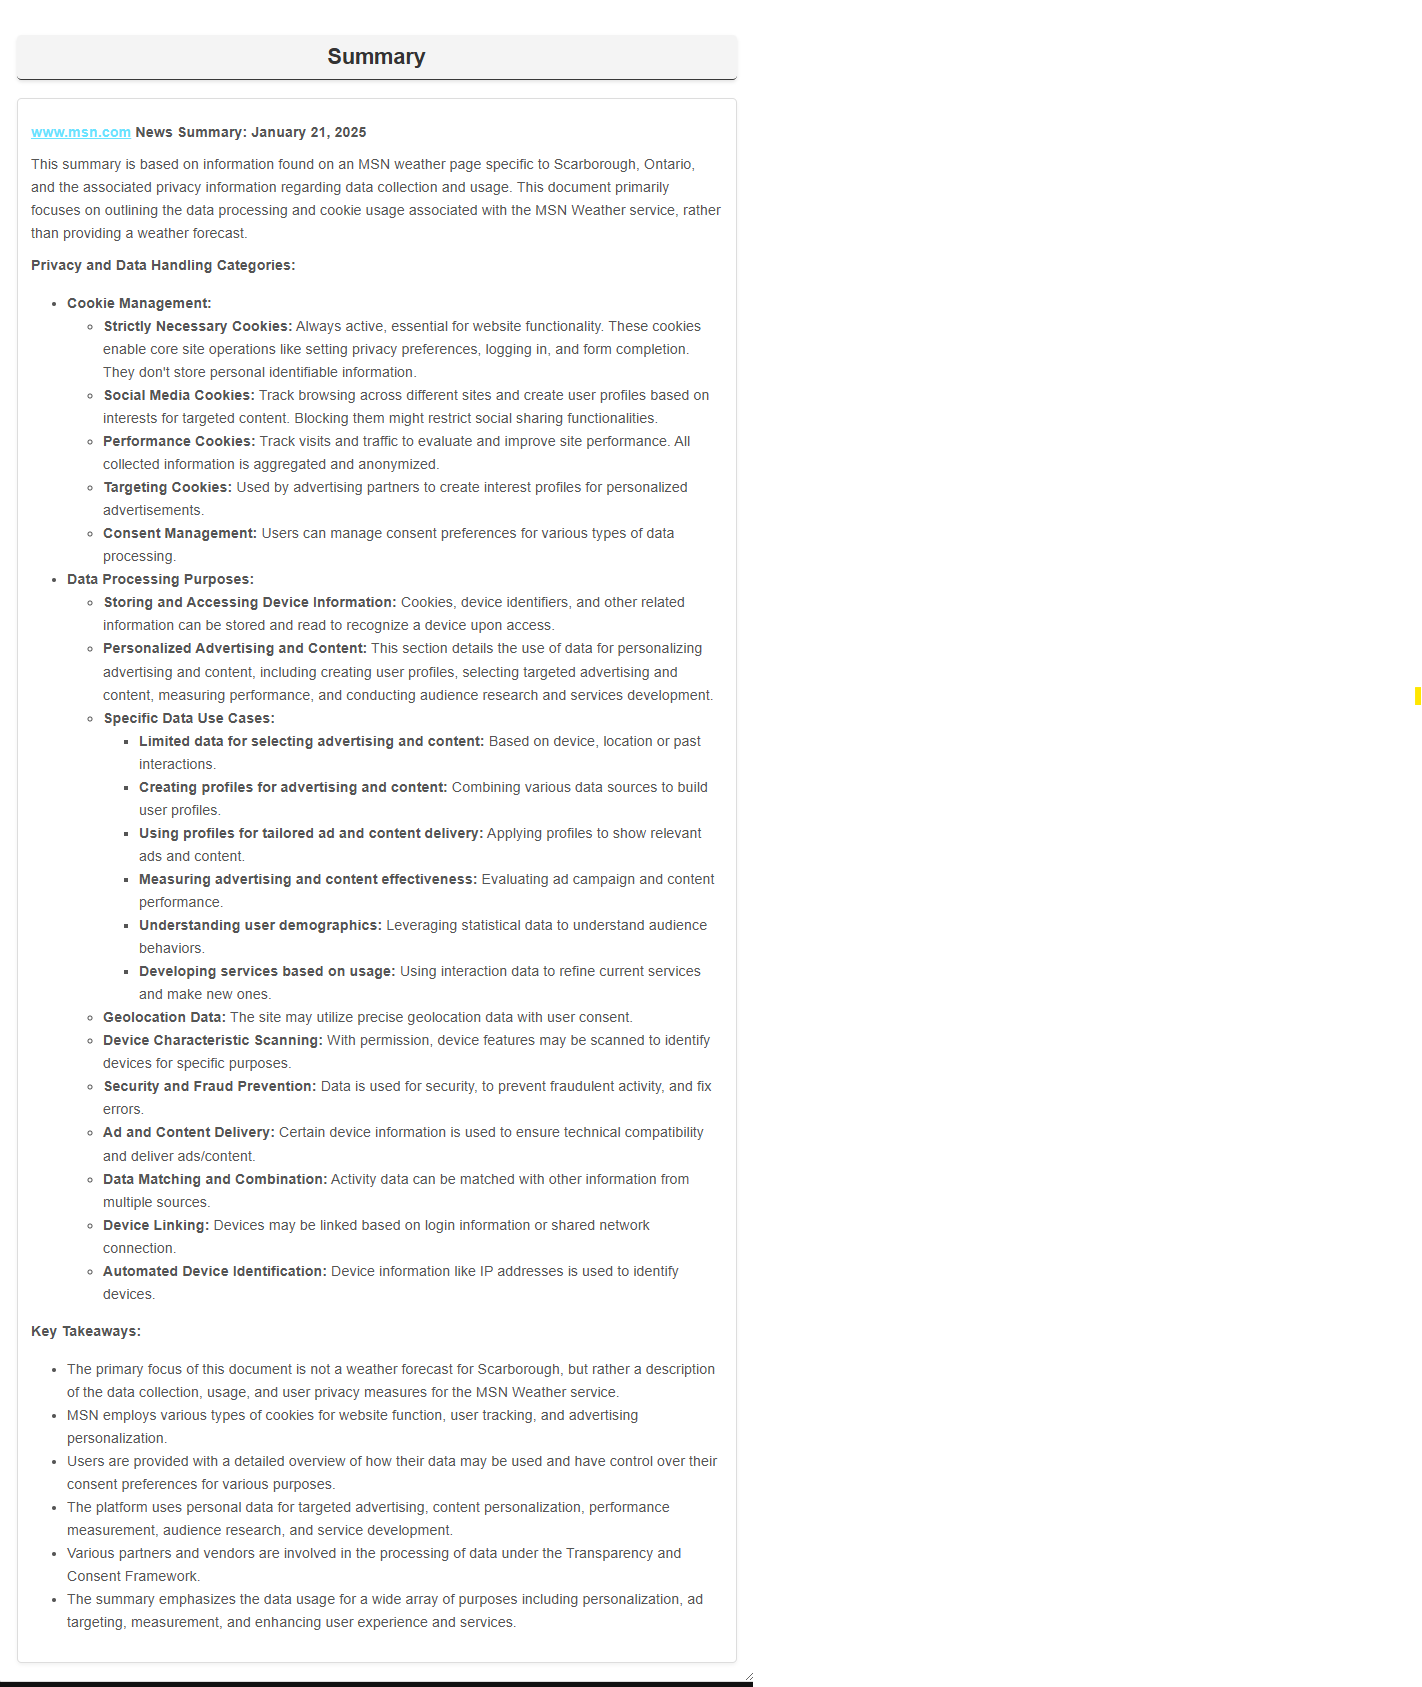 Summary
www.msn.com News Summary: January 21, 2025
This summary is based on information found on an MSN weather page specific to Scarborough, Ontario,
and the associated privacy information regarding data collection and usage. This document primarily
focuses on outlining the data processing and cookie usage associated with the MSN Weather service, rather
than providing a weather forecast.
Privacy and Data Handling Categories:
• Cookie Management:
◦ Strictly Necessary Cookies: Always active, essential for website functionality. These cookies
enable core site operations like setting privacy preferences, logging in, and form completion.
They don't store personal identifiable information.
◦ Social Media Cookies: Track browsing across different sites and create user profiles based on
interests for targeted content. Blocking them might restrict social sharing functionalities.
◦ Performance Cookies: Track visits and traffic to evaluate and improve site performance. All
collected information is aggregated and anonymized.
◦ Targeting Cookies: Used by advertising partners to create interest profiles for personalized
advertisements.
◦ Consent Management: Users can manage consent preferences for various types of data
processing.
• Data Processing Purposes:
◦ Storing and Accessing Device Information: Cookies, device identifiers, and other related
information can be stored and read to recognize a device upon access.
◦ Personalized Advertising and Content: This section details the use of data for personalizing
advertising and content, including creating user profiles, selecting targeted advertising and
content, measuring performance, and conducting audience research and services development.
◦ Specific Data Use Cases:
▪ Limited data for selecting advertising and content: Based on device, location or past
interactions.
▪ Creating profiles for advertising and content: Combining various data sources to build
user profiles.
▪ Using profiles for tailored ad and content delivery: Applying profiles to show relevant
ads and content.
▪ Measuring advertising and content effectiveness: Evaluating ad campaign and content
performance.
▪ Understanding user demographics: Leveraging statistical data to understand audience
behaviors.
▪ Developing services based on usage: Using interaction data to refine current services
and make new ones.
◦ Geolocation Data: The site may utilize precise geolocation data with user consent.
◦ Device Characteristic Scanning: With permission, device features may be scanned to identify
devices for specific purposes.
◦ Security and Fraud Prevention: Data is used for security, to prevent fraudulent activity, and fix
errors.
◦ Ad and Content Delivery: Certain device information is used to ensure technical compatibility
and deliver ads/content.
◦ Data Matching and Combination: Activity data can be matched with other information from
multiple sources.
◦ Device Linking: Devices may be linked based on login information or shared network
connection.
◦ Automated Device Identification: Device information like IP addresses is used to identify
devices.
Key Takeaways:
• The primary focus of this document is not a weather forecast for Scarborough, but rather a description
of the data collection, usage, and user privacy measures for the MSN Weather service.
• MSN employs various types of cookies for website function, user tracking, and advertising
personalization.
• Users are provided with a detailed overview of how their data may be used and have control over their
consent preferences for various purposes.
• The platform uses personal data for targeted advertising, content personalization, performance
measurement, audience research, and service development.
• Various partners and vendors are involved in the processing of data under the Transparency and
Consent Framework.
• The summary emphasizes the data usage for a wide array of purposes including personalization, ad
targeting, measurement, and enhancing user experience and services.